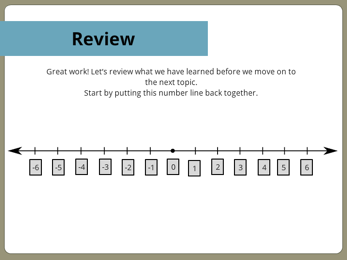 Review
Great work! Let's review what we have learned before we move on to
the next topic.
Start by putting this number line back together.
-6 -5 -4 -3 -2 -1 0 1 2 3 4 5 6